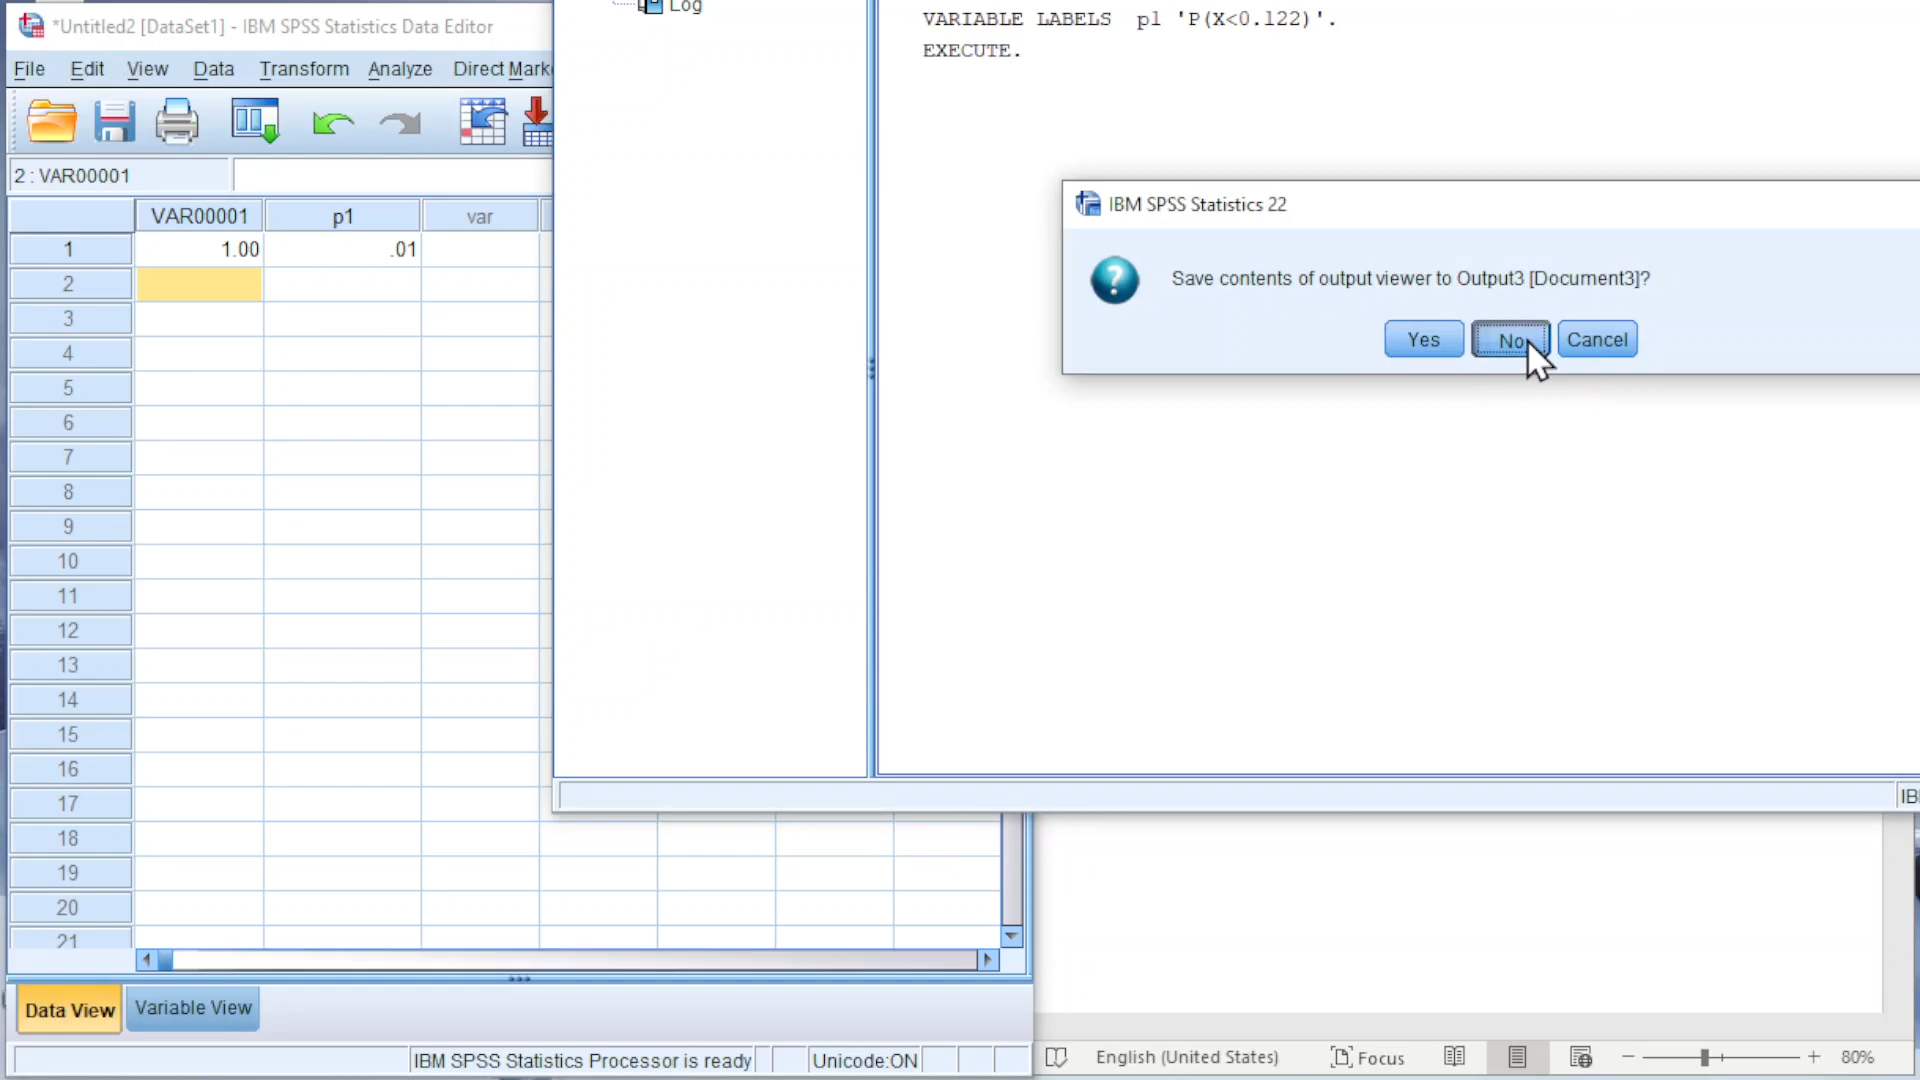 *Untitled2 [DataSet1] - IBM SPSS Statistics Data Editor
File Edit View Data Transform Analyze Direct Mark
2 : VAR00001
VAR00001 p1 var
1 1.00 .01
2
3
4
5
6
7
8
9
10
11
12
13
14
15
16
17
18
19
20
21
Data View Variable View
IBM SPSS Statistics Processor is ready Unicode:ON
Log
VARIABLE LABELS p1 'P(X<0.122)'.
EXECUTE.
IBM SPSS Statistics 22
Save contents of output viewer to Output3 [Document3]?
Yes No Cancel
IB
English (United States) Focus 80%